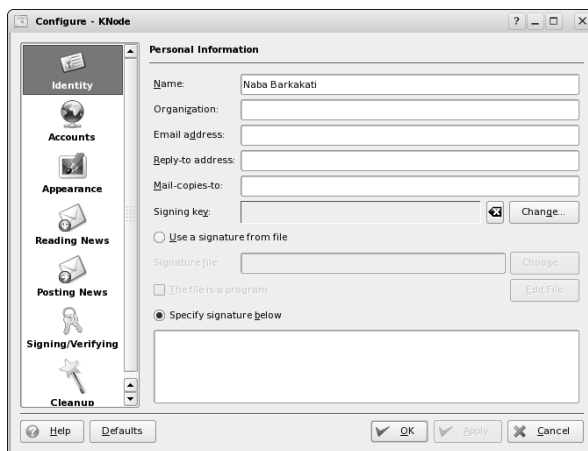 Configure - KNode
Identity
Accounts
Appearance
Reading News
Posting News
Signing/Verifying
Cleanup
Personal Information
Name: Naba Barkakati
Organization:
Email address:
Reply-to address:
Mail-copies-to:
Signing key: Change...
Use a signature from file
Signature file: Choose...
The file is a program Edit File
Specify signature below
Help Defaults OK Apply Cancel